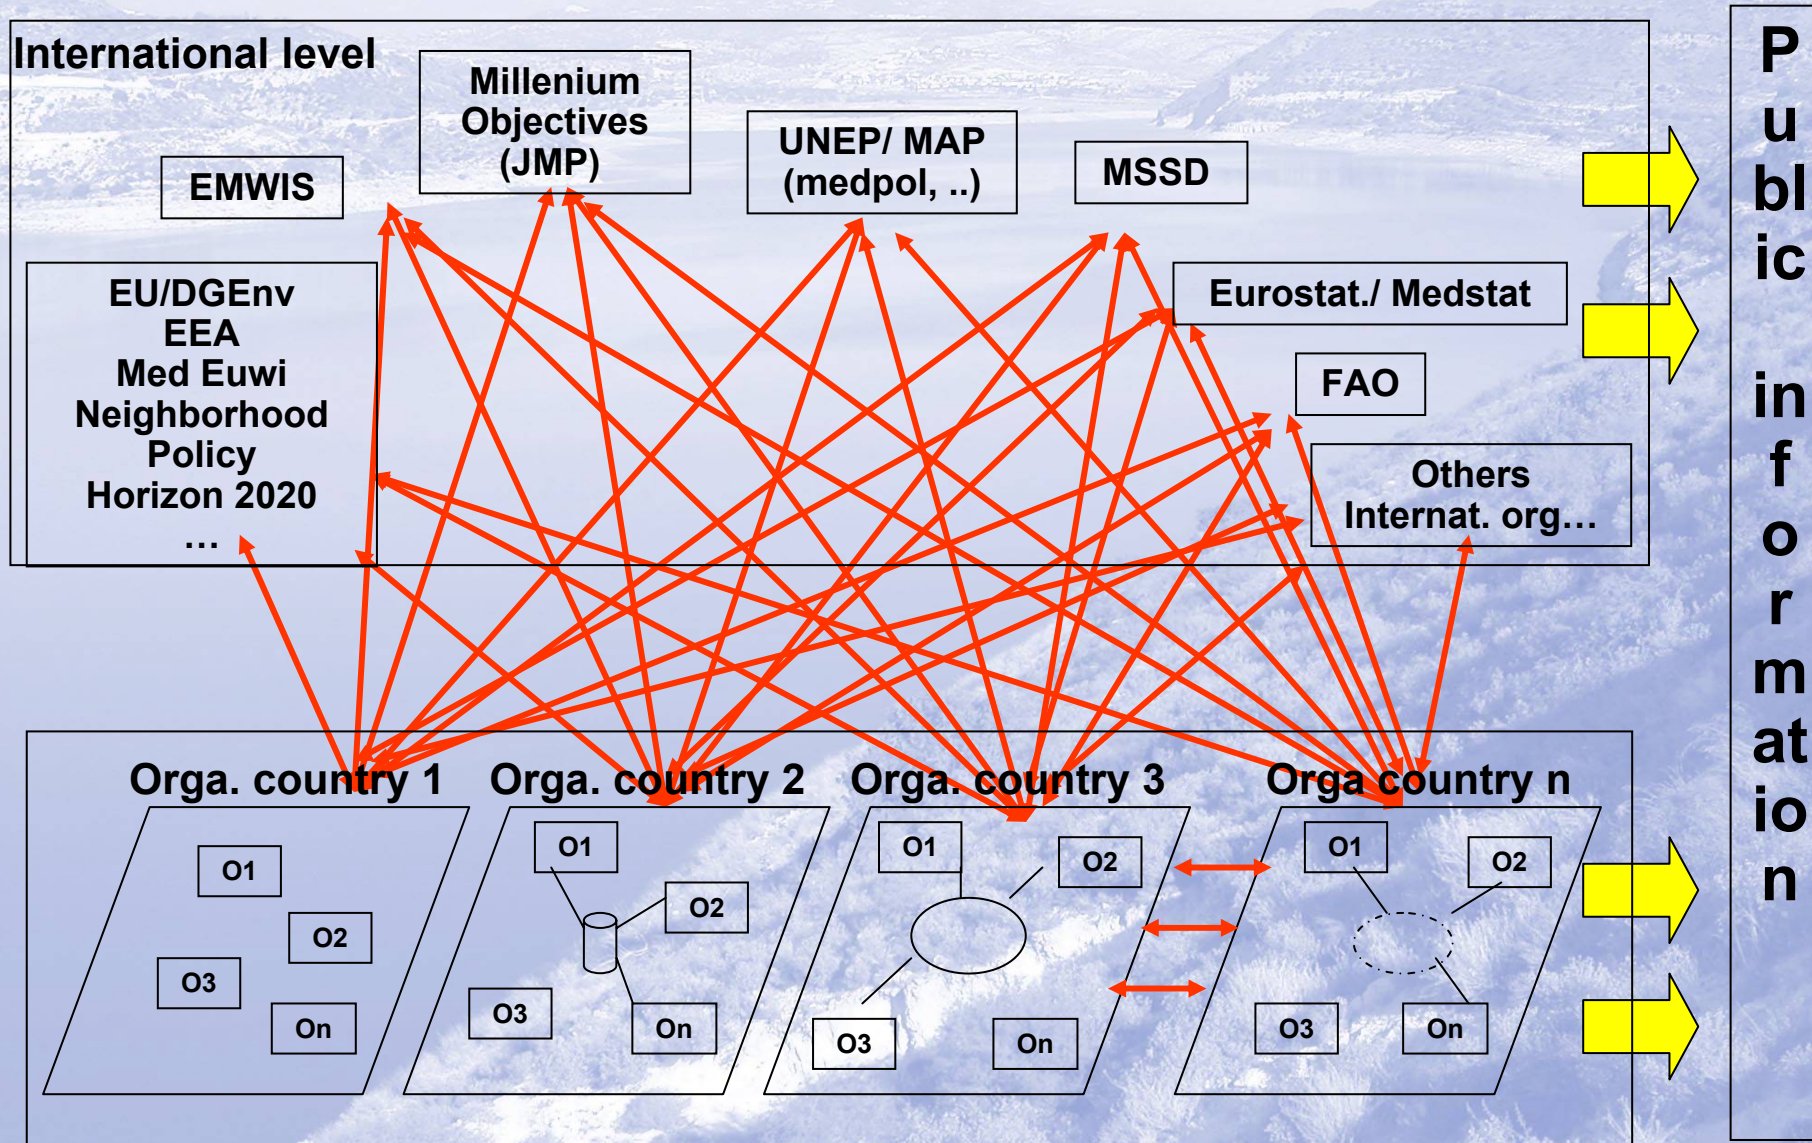 International level
Millenium
Objectives
(JMP)
UNEP/ MAP
(medpol, ..)
MSSD
EMWIS
EU/DGEnv
EEA
Med Euwi
Neighborhood
Policy
Horizon 2020
...
Eurostat./ Medstat
FAO
Others
Internat. org...
Orga. country 1
O1
O2
O3
On
Orga. country 2
O1
O2
O3
On
Orga. country 3
O1
O2
O3
On
Orga country n
O1
O2
O3
On
P
u
bl
ic
in
f
o
r
m
at
io
n